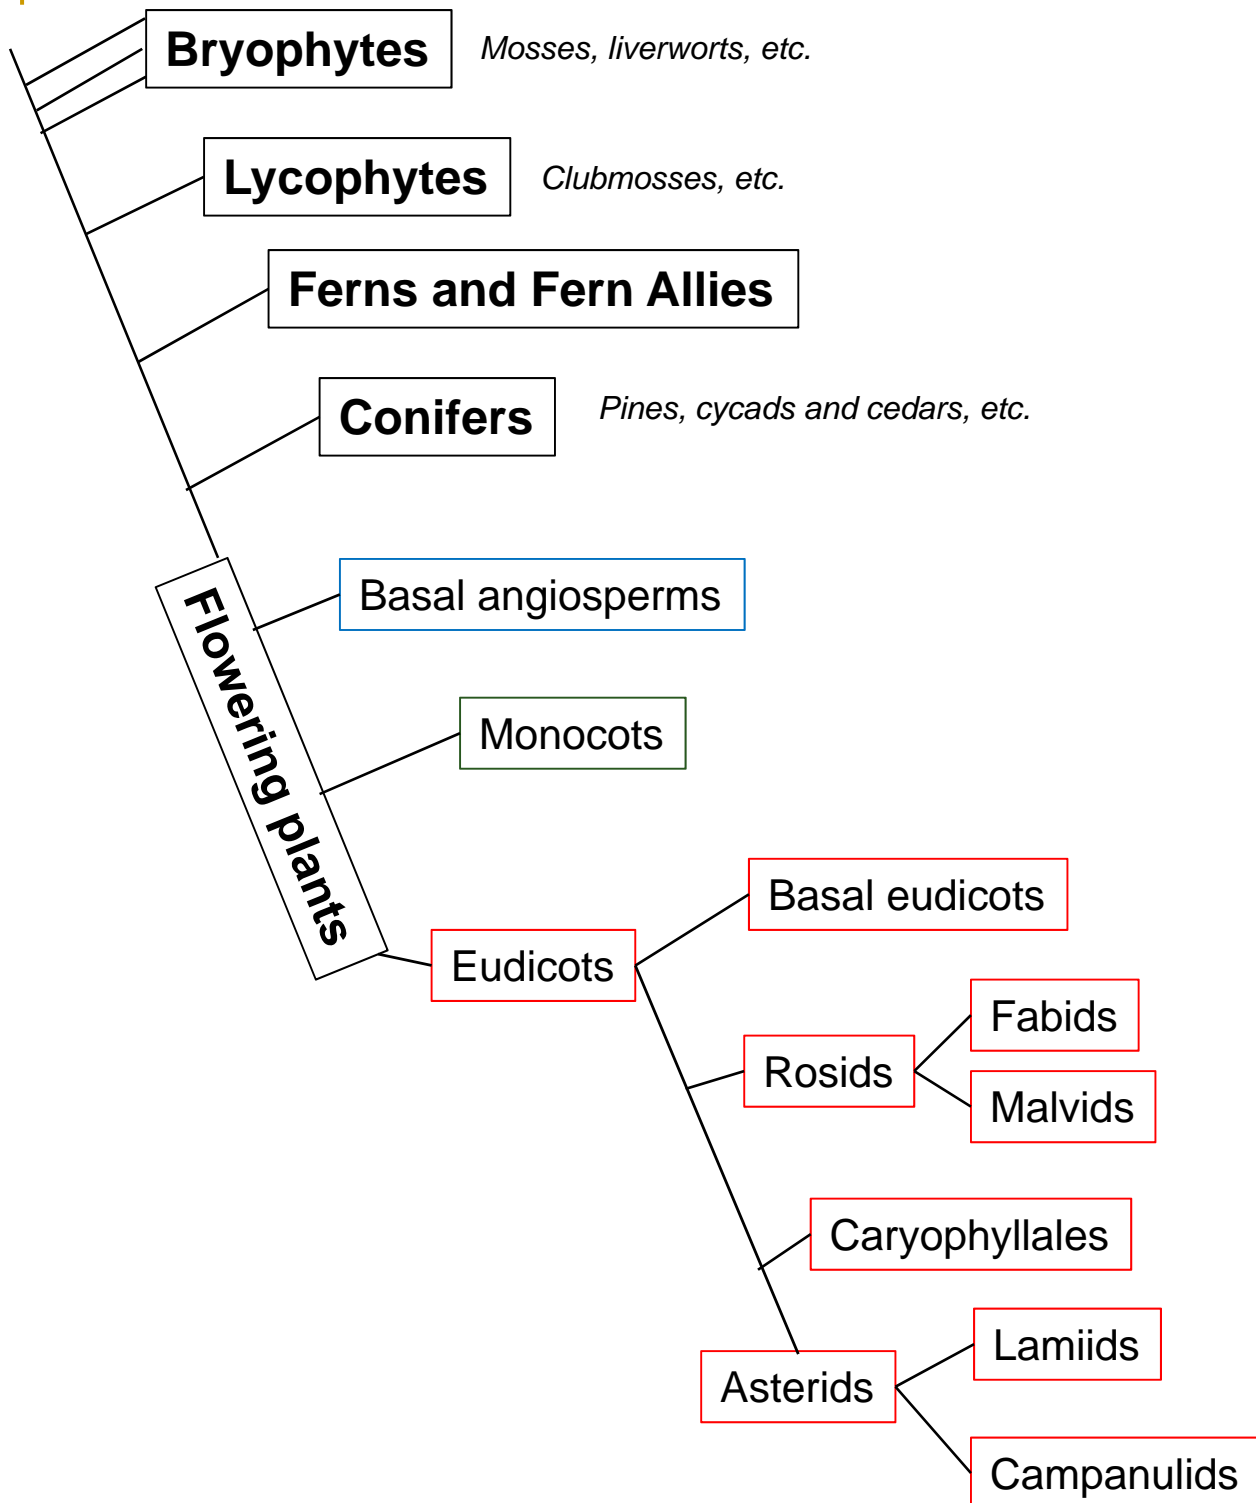 Bryophytes
Mosses, liverworts, etc.
Lycophytes
Clubmosses, etc.
Ferns and Fern Allies
Conifers
Pines, cycads and cedars, etc.
Flowering plants
Basal angiosperms
Monocots
Eudicots
Basal eudicots
Rosids
Fabids
Malvids
Caryophyllales
Asterids
Lamiids
Campanulids